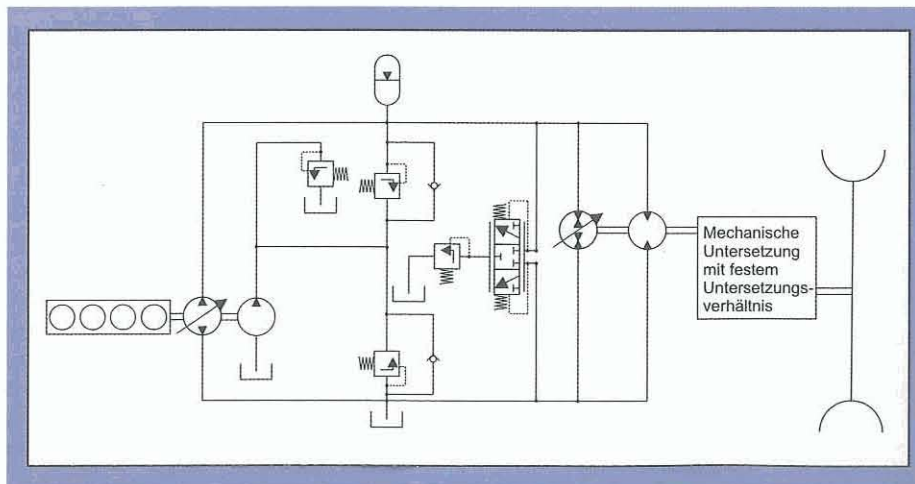 Mechanische
Untersetzung
mit festem
Untersetzungs-
verhältnis